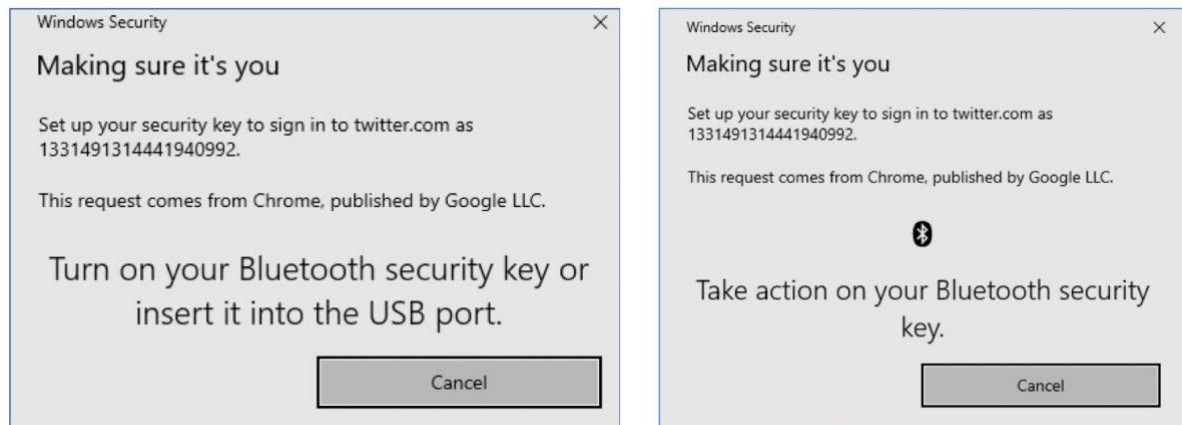 Windows Security
Making sure it's you
Set up your security key to sign in to twitter.com as
1331491314441940992.
This request comes from Chrome, published by Google LLC.
Turn on your Bluetooth security key or
insert it into the USB port.
Cancel
Windows Security
Making sure it's you
Set up your security key to sign in to twitter.com as
1331491314441940992.
This request comes from Chrome, published by Google LLC.
Take action on your Bluetooth security
key.
Cancel